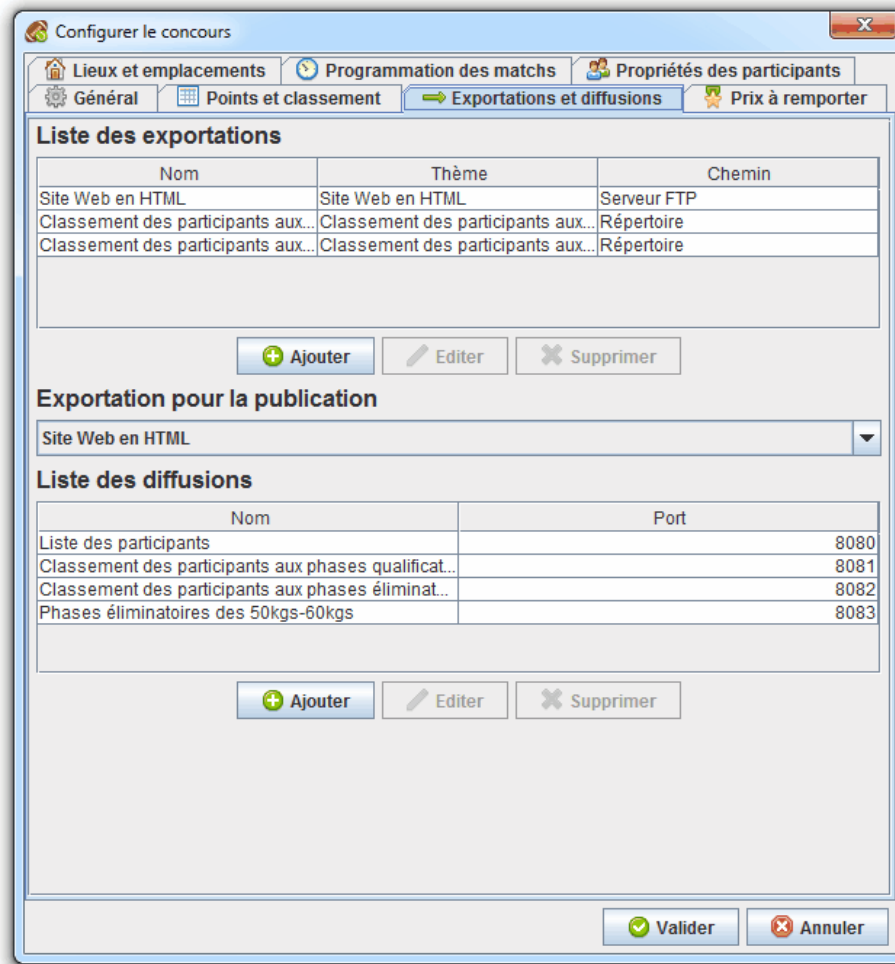 Configurer le concours
Lieux et emplacements Programmation des matchs Propriétés des participants
Général Points et classement Exportations et diffusions Prix à remporter
Liste des exportations
Nom Thème Chemin
Site Web en HTML Site Web en HTML Serveur FTP
Classement des participants aux... Classement des participants aux... Répertoire
Classement des participants aux... Classement des participants aux... Répertoire
Ajouter Editer Supprimer
Exportation pour la publication
Site Web en HTML
Liste des diffusions
Nom Port
Liste des participants 8080
Classement des participants aux phases qualificat... 8081
Classement des participants aux phases éliminat... 8082
Phases éliminatoires des 50kgs-60kgs 8083
Ajouter Editer Supprimer
Valider Annuler